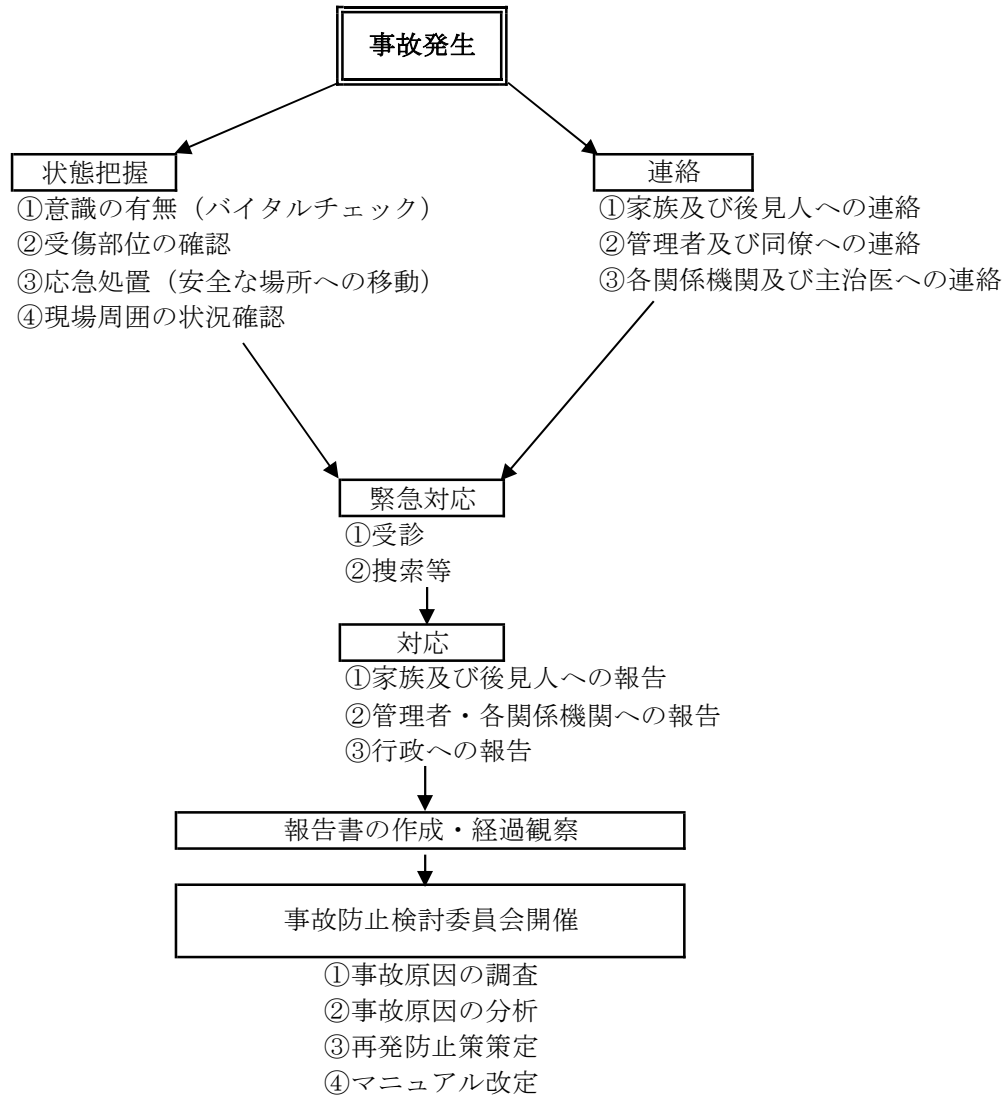 事故発生
状態把握
①意識の有無（バイタルチェック）
②受傷部位の確認
③応急処置（安全な場所への移動）
④現場周囲の状況確認
連絡
①家族及び後見人への連絡
②管理者及び同僚への連絡
③各関係機関及び主治医への連絡
緊急対応
①受診
②捜索等
対応
①家族及び後見人への報告
②管理者・各関係機関への報告
③行政への報告
報告書の作成・経過観察
事故防止検討委員会開催
①事故原因の調査
②事故原因の分析
③再発防止策策定
④マニュアル改定